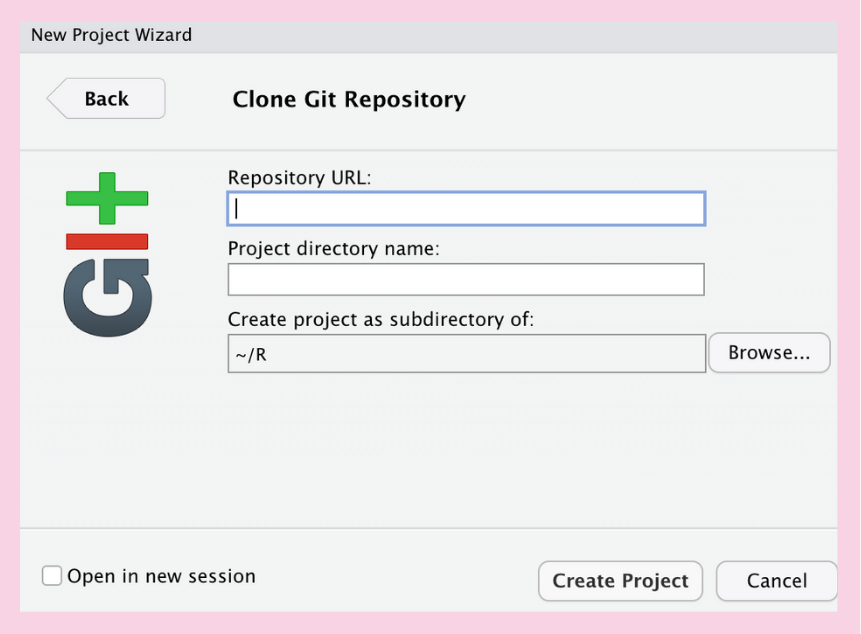 New Project Wizard
Back
Clone Git Repository
GIt
Repository URL:
Project directory name:
Create project as subdirectory of:
~/R
Browse...
Open in new session
Create Project
Cancel